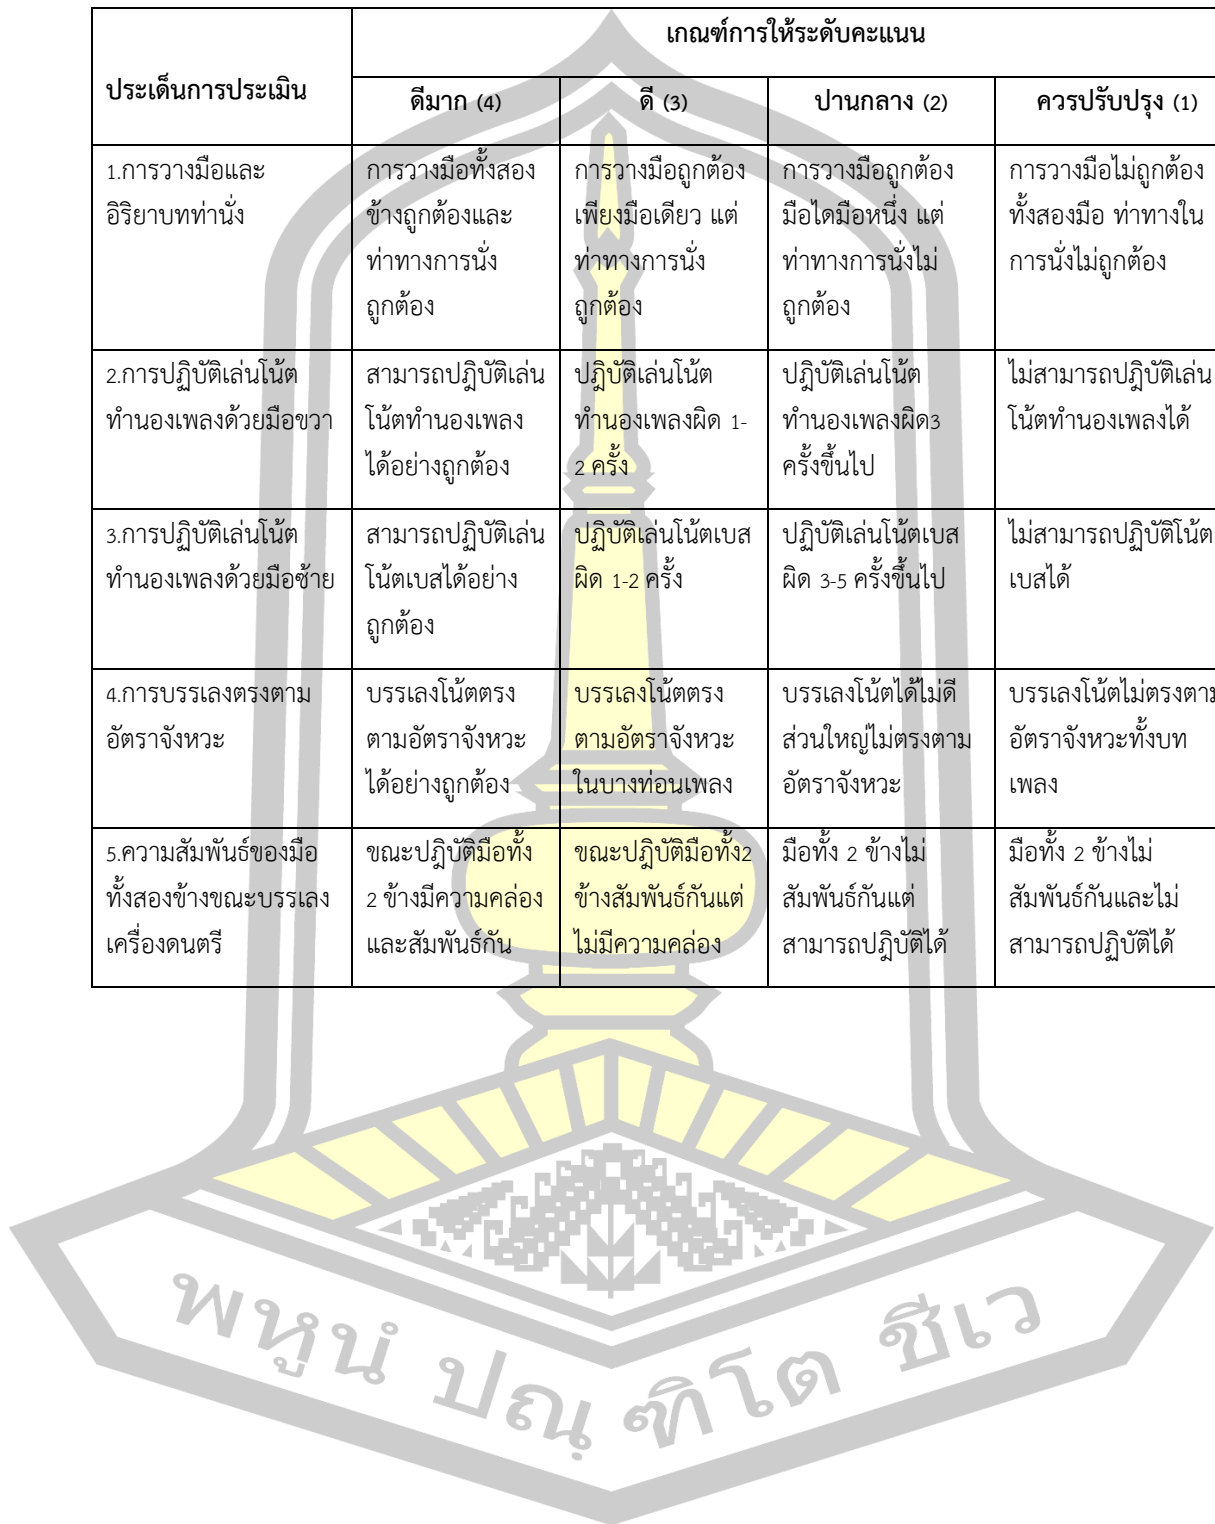 เกณฑ์การให้ระดับคะแนน
ประเด็นการประเมิน
ดีมาก (4)
ดี (3)
ปานกลาง (2)
ควรปรับปรุง (1)
1.การวางมือและ
อิริยาบทท่านั่ง
การวางมือทั้งสอง
ข้างถูกต้องและ
ท่าทางการนั่ง
ถูกต้อง
การวางมือถูกต้อง
เพียงมือเดียว แต่
ท่าทางการนั่ง
ถูกต้อง
การวางมือถูกต้อง
มือไดมือหนึ่ง แต่
ท่าทางการนั่งไม่
ถูกต้อง
การวางมือไม่ถูกต้อง
ทั้งสองมือ ท่าทางใน
การนั่งไม่ถูกต้อง
2.การปฏิบัติเล่นโน้ต
ทำนองเพลงด้วยมือขวา
สามารถปฎิบัติเล่น
โน้ตทำนองเพลง
ได้อย่างถูกต้อง
ปฎิบัติเล่นโน้ต
ทำนองเพลงผิด 1-
2 ครั้ง
ปฎิบัติเล่นโน้ต
ทำนองเพลงผิด3
ครั้งขึ้นไป
ไม่สามารถปฎิบัติเล่น
โน้ตทำนองเพลงได้
3.การปฏิบัติเล่นโน้ต
ทำนองเพลงด้วยมือซ้าย
สามารถปฏิบัติเล่น
โน้ตเบสได้อย่าง
ถูกต้อง
ปฏิบัติเล่นโน้ตเบส
ผิด 1-2 ครั้ง
ปฏิบัติเล่นโน้ตเบส
ผิด 3-5 ครั้งขึ้นไป
ไม่สามารถปฏิบัติโน้ต
เบสได้
4.การบรรเลงตรงตาม
อัตราจังหวะ
บรรเลงโน้ตตรง
ตามอัตราจังหวะ
ได้อย่างถูกต้อง
บรรเลงโน้ตตรง
ตามอัตราจังหวะ
ในบางท่อนเพลง
บรรเลงโน้ตได้ไม่ดี
ส่วนใหญ่ไม่ตรงตาม
อัตราจังหวะ
บรรเลงโน้ตไม่ตรงตาม
อัตราจังหวะทั้งบท
เพลง
5.ความสัมพันธ์ของมือ
ทั้งสองข้างขณะบรรเลง
เครื่องดนตรี
ขณะปฎิบัติมือทั้ง
2 ข้างมีความคล่อง
และสัมพันธ์กัน
ขณะปฎิบัติมือทั้ง2
ข้างสัมพันธ์กันแต่
ไม่มีความคล่อง
มือทั้ง 2 ข้างไม่
สัมพันธ์กันแต่
สามารถปฎิบัติได้
มือทั้ง 2 ข้างไม่
สัมพันธ์กันและไม่
สามารถปฏิบัติได้
พหูนํ ปณฺฑิโต ชีเว